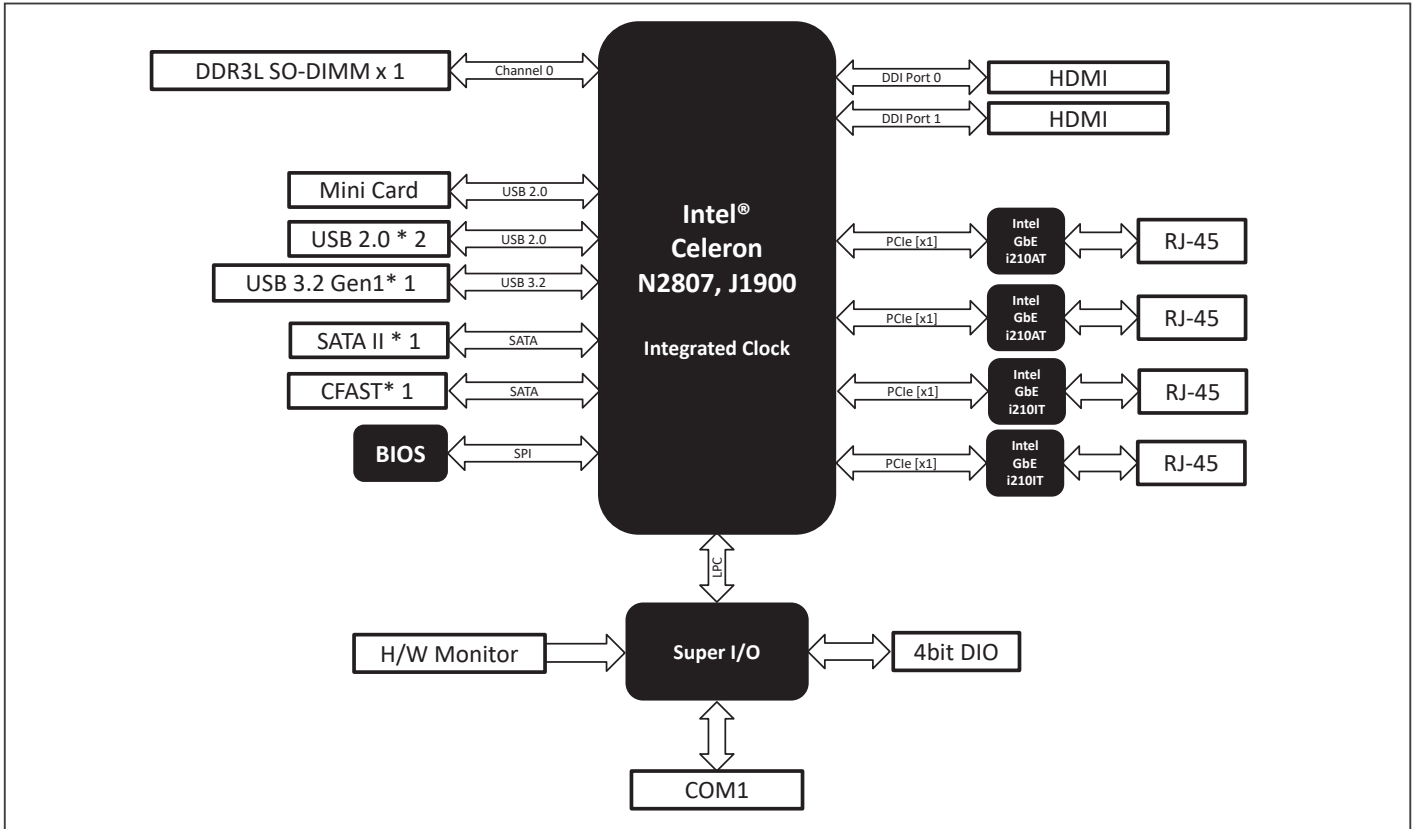 DDR3L SO-DIMM x 1
Channel 0
Mini Card
USB 2.0
USB 2.0 * 2
USB 2.0
USB 3.2 Gen1* 1
USB 3.2
SATA II * 1
SATA
CFAST* 1
SATA
BIOS
SPI
Intel®
Celeron
N2807, J1900
Integrated Clock
DDI Port 0
HDMI
DDI Port 1
HDMI
PCIe [x1]
Intel
GbE
i210AT
RJ-45
PCIe [x1]
Intel
GbE
i210AT
RJ-45
PCIe [x1]
Intel
GbE
i210IT
RJ-45
PCIe [x1]
Intel
GbE
i210IT
RJ-45
LPC
H/W Monitor
Super I/O
4bit DIO
COM1